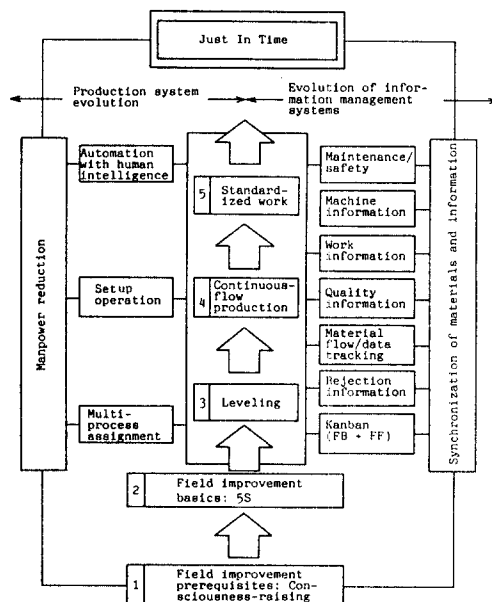 Just In Time
Production system
evolution
Evolution of infor-
mation management
systems
Manpower reduction
Automation
with human
intelligence
Setup
operation
Multi-
process
assignment
5 Standard-
ized work
4 Continuous-
flow
production
3 Leveling
Maintenance/
safety
Machine
information
Work
information
Quality
information
Material
flow/data
tracking
Rejection
information
Kanban
(FB + FF)
Synchronization of materials and information
2 Field improvement
basics: 5S
1 Field improvement
prerequisites: Con-
sciousness-raising